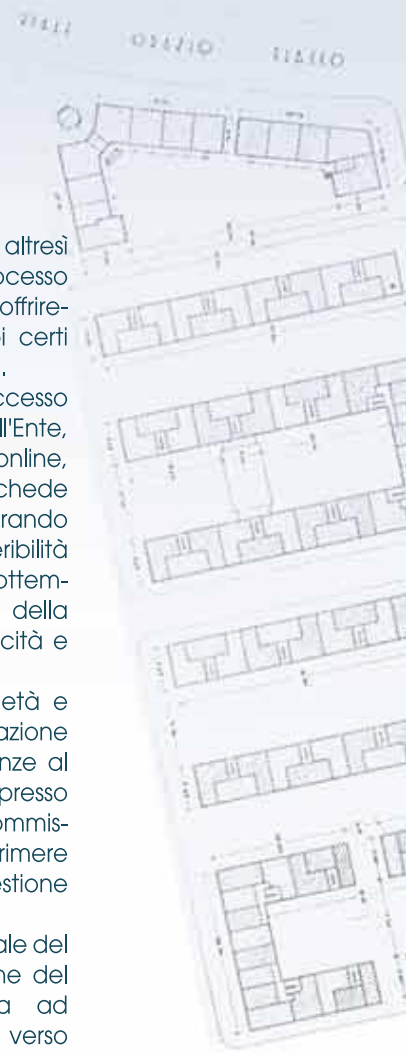 altresì
ocesso
offrire-
i certi
.
ccesso
ll'Ente,
online,
chede
rando
eribilità
ottem-
della
cità e
età e
azione
nze al
presso
ommis-
rimere
estione
ale del
ne del
a ad
verso